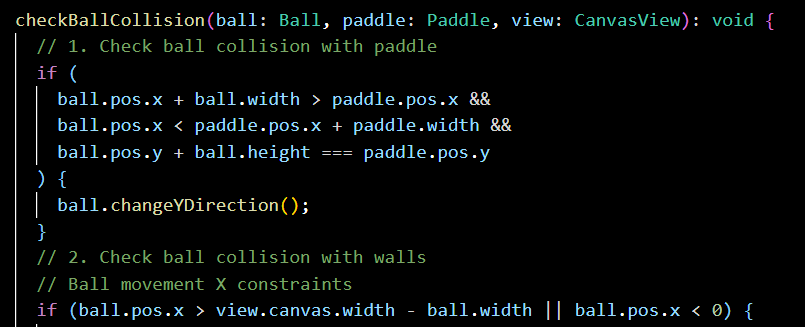 checkBallCollision(ball: Ball, paddle: Paddle, view: CanvasView): void {
// 1. Check ball collision with paddle
if (
ball.pos.x + ball.width > paddle.pos.x &&
ball.pos.x < paddle.pos.x + paddle.width &&
ball.pos.y + ball.height === paddle.pos.y
) {
ball.changeYDirection();
}
// 2. Check ball collision with walls
// Ball movement X constraints
if (ball.pos.x > view.canvas.width - ball.width || ball.pos.x < 0) {